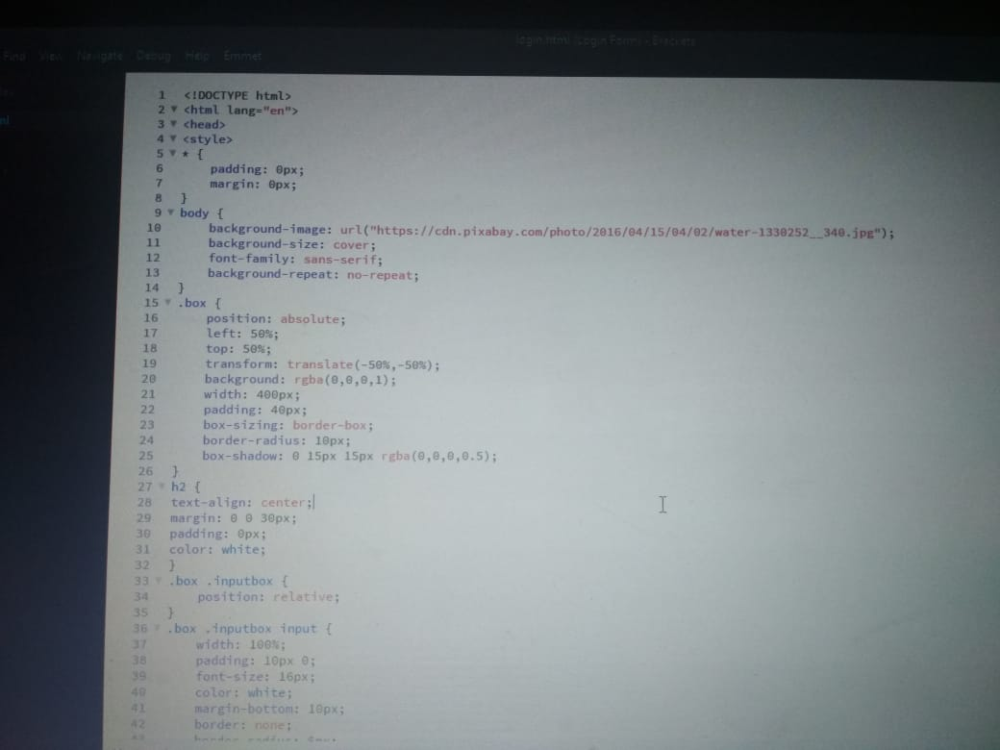 login.html (Login Form) - Brackets
Find View Navigate Debug Help Emmet
1 <!DOCTYPE html>
2 <html lang="en">
3 <head>
4 <style>
5 * {
6 padding: 0px;
7 margin: 0px;
8 }
9 body {
10 background-image: url("https://cdn.pixabay.com/photo/2016/04/15/04/02/water-1330252__340.jpg");
11 background-size: cover;
12 font-family: sans-serif;
13 background-repeat: no-repeat;
14 }
15 .box {
16 position: absolute;
17 left: 50%;
18 top: 50%;
19 transform: translate(-50%,-50%);
20 background: rgba(0,0,0,1);
21 width: 400px;
22 padding: 40px;
23 box-sizing: border-box;
24 border-radius: 10px;
25 box-shadow: 0 15px 15px rgba(0,0,0,0.5);
26 }
27 h2 {
28 text-align: center;
29 margin: 0 0 30px;
30 padding: 0px;
31 color: white;
32 }
33 .box .inputbox {
34 position: relative;
35 }
36 .box .inputbox input {
37 width: 100%;
38 padding: 10px 0;
39 font-size: 16px;
40 color: white;
41 margin-bottom: 10px;
42 border: none;